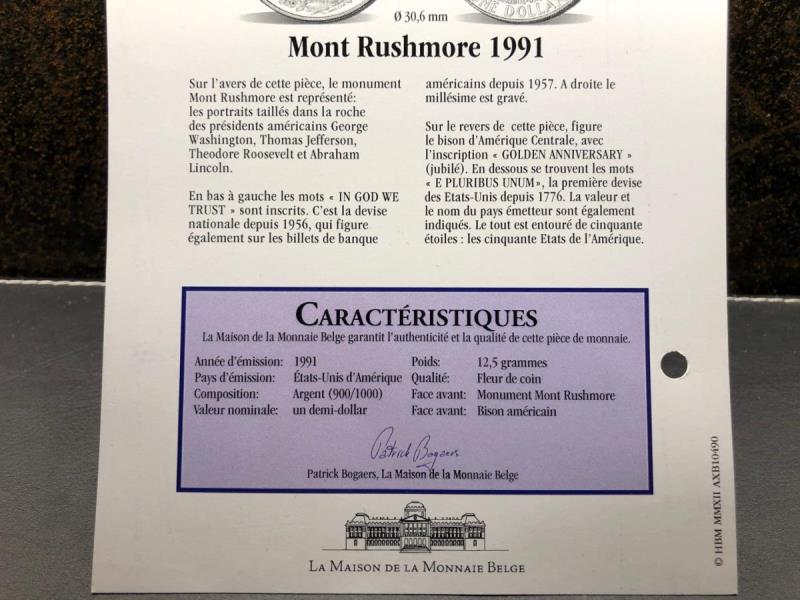 ONE DOLLAR
Ø 30,6 mm
Mont Rushmore 1991
Sur l'avers de cette pièce, le monument
Mont Rushmore est représenté:
les portraits taillés dans la roche
des présidents américains George
Washington, Thomas Jefferson,
Theodore Roosevelt et Abraham
Lincoln.
En bas à gauche les mots « IN GOD WE
TRUST » sont inscrits. C'est la devise
nationale depuis 1956, qui figure
également sur les billets de banque
américains depuis 1957. A droite le
millésime est gravé.
Sur le revers de cette pièce, figure
le bison d'Amérique Centrale, avec
l'inscription « GOLDEN ANNIVERSARY »
(jubilé). En dessous se trouvent les mots
« E PLURIBUS UNUM», la première devise
des Etats-Unis depuis 1776. La valeur et
le nom du pays émetteur sont également
indiqués. Le tout est entouré de cinquante
étoiles : les cinquante Etats de l'Amérique.
CARACTÉRISTIQUES
La Maison de la Monnaie Belge garantit l'authenticité et la qualité de cette pièce de monnaie.
Année d'émission: 1991 Poids: 12,5 grammes
Pays d'émission: États-Unis d'Amérique Qualité: Fleur de coin
Composition: Argent (900/1000) Face avant: Monument Mont Rushmore
Valeur nominale: un demi-dollar Face avant: Bison américain
Patrick Bogaers
Patrick Bogaers, La Maison de la Monnaie Belge
LA MAISON DE LA MONNAIE BELGE
© HBM MMXII AXB10490